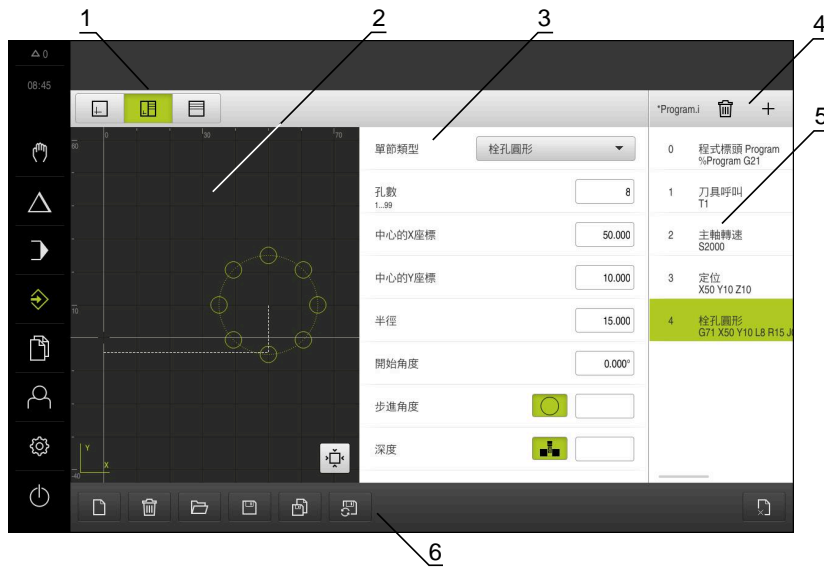 1
2
3
4
5
0
08:45
*Program.i
0
30
70
60
10
-40
Y
X
單節類型
栓孔圓形
孔數
1...99
8
中心的X座標
50.000
中心的Y座標
10.000
半徑
15.000
開始角度
0.000°
步進角度
深度
0 程式標頭 Program
%Program G21
1 刀具呼叫
T1
2 主軸轉速
S2000
3 定位
X50 Y10 Z10
4 栓孔圓形
G71 X50 Y10 L8 R15
6